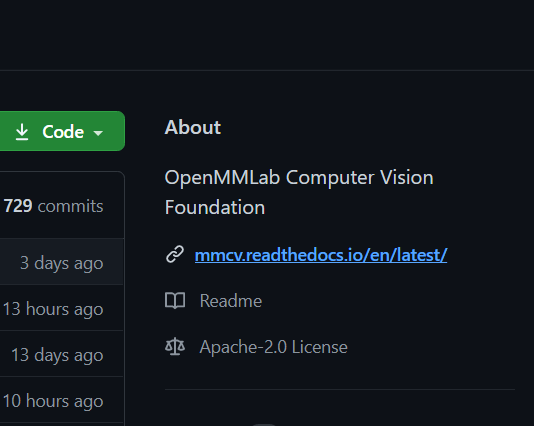 Code
About
OpenMMLab Computer Vision
Foundation
729 commits
mmcv.readthedocs.io/en/latest/
3 days ago
Readme
13 hours ago
Apache-2.0 License
13 days ago
10 hours ago